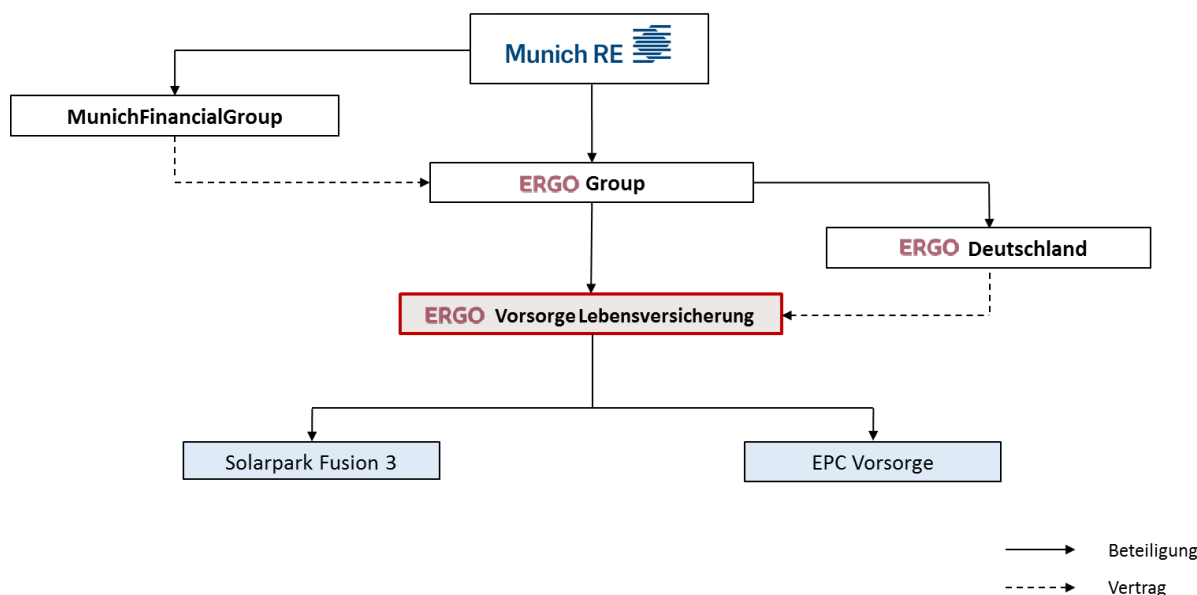 Munich RE
MunichFinancialGroup
ERGO Group
ERGO Deutschland
ERGO Vorsorge Lebensversicherung
Solarpark Fusion 3
EPC Vorsorge
Beteiligung
Vertrag